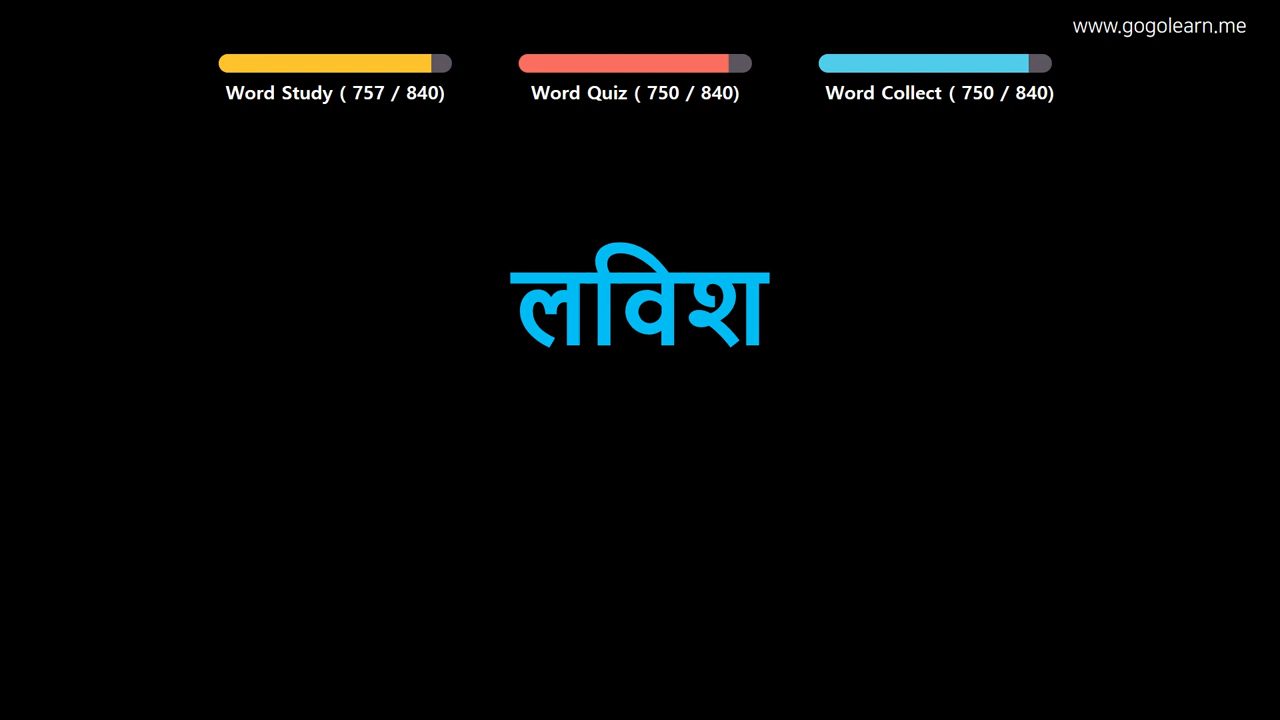 www.gogolearn.me
Word Study ( 757 / 840)
Word Quiz ( 750 / 840)
Word Collect ( 750 / 840)
लविश